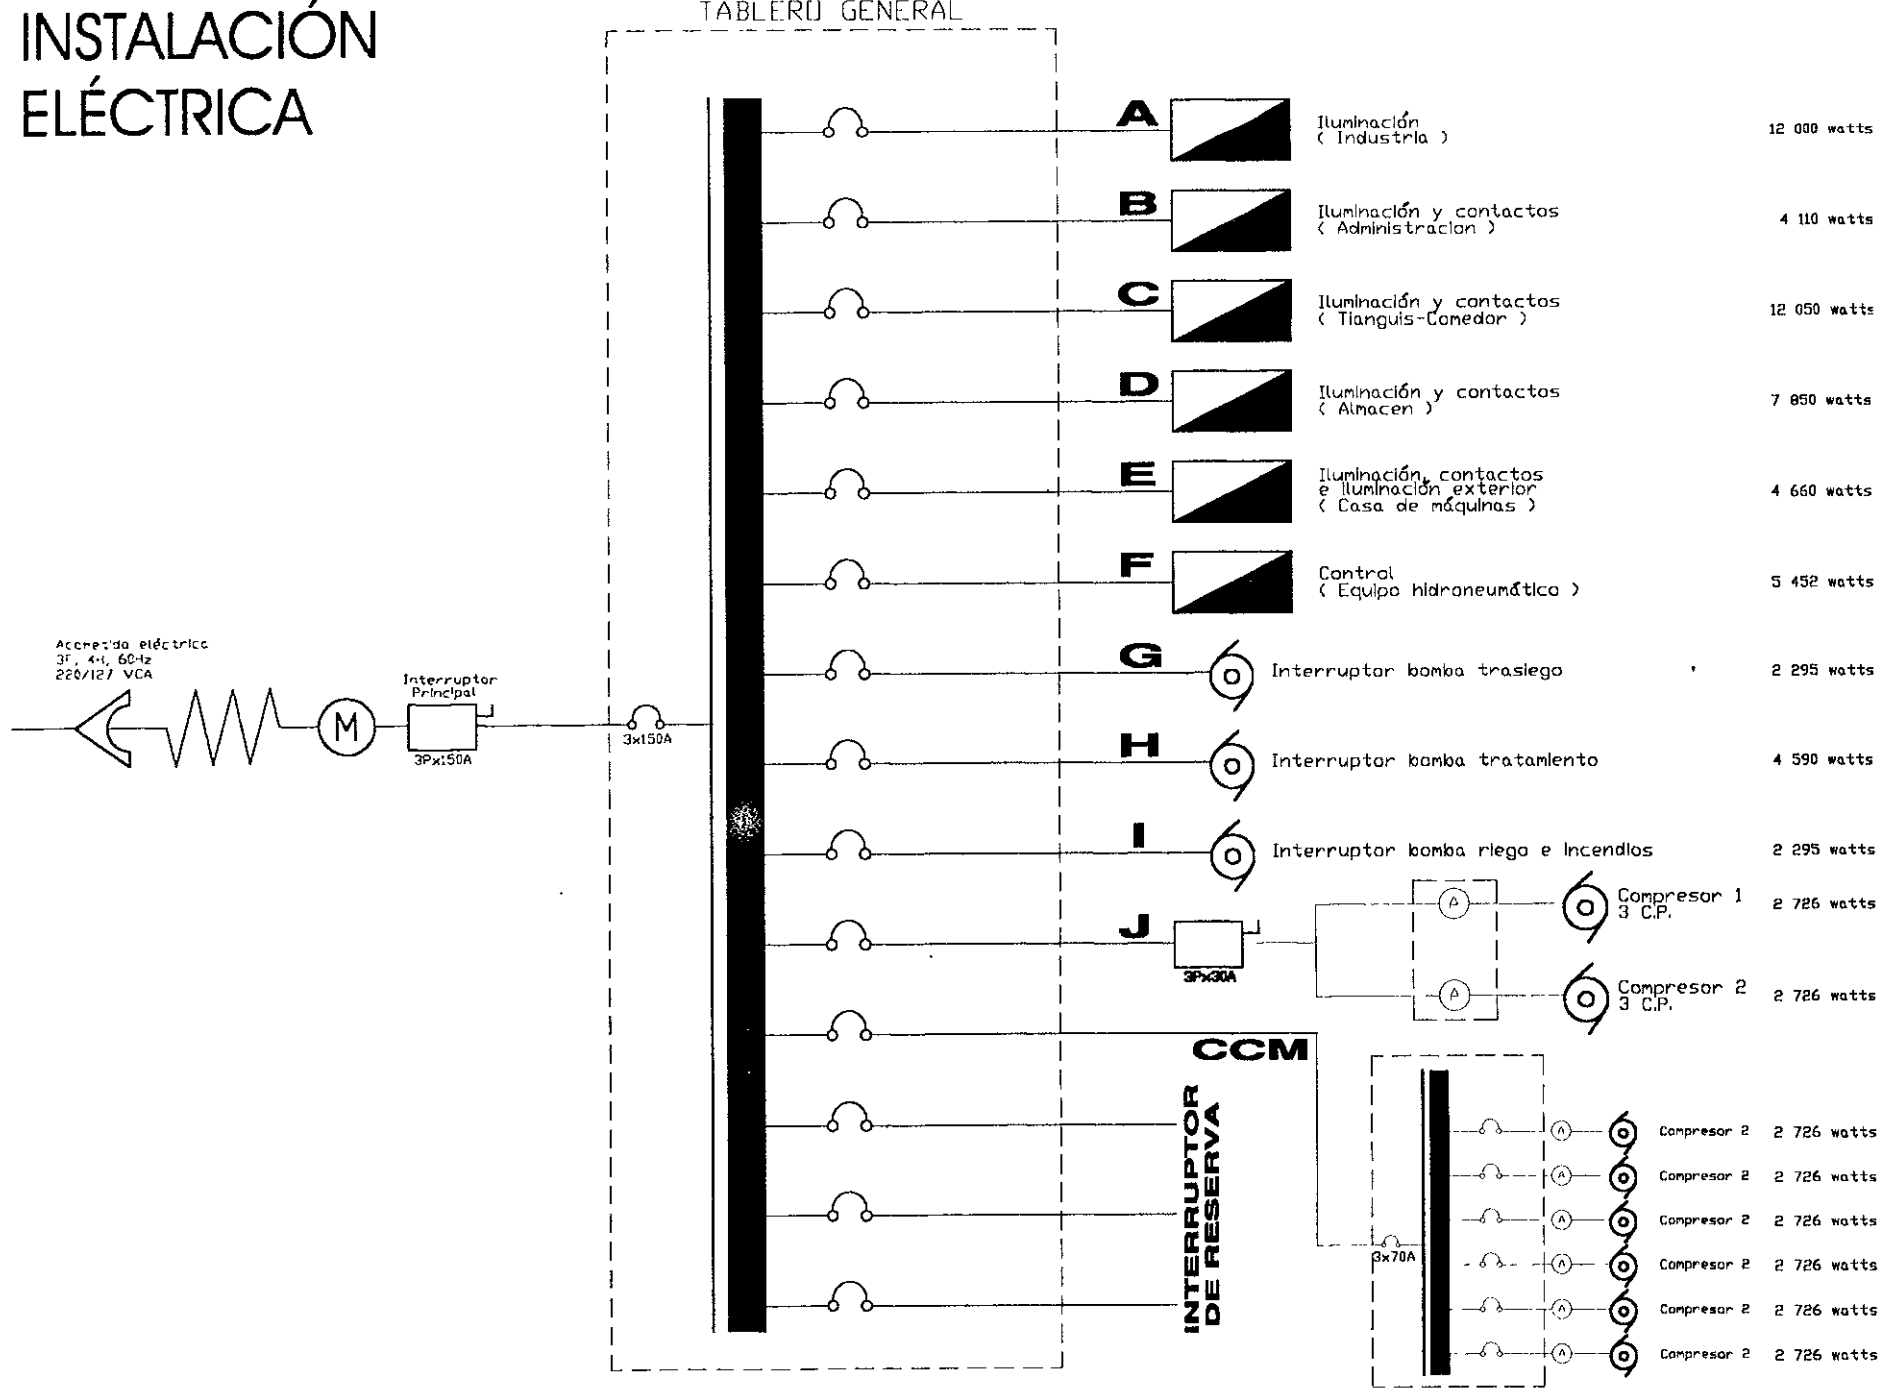 INSTALACIÓN
ELÉCTRICA
TABLERO GENERAL
A
Iluminación
( Industria )
12 000 watts
B
Iluminación y contactos
( Administracion )
4 110 watts
C
Iluminación y contactos
( Tianguis-Comedor )
12 050 watts
D
Iluminación y contactos
( Almacen )
7 850 watts
E
Iluminación, contactos
e iluminación exterior
( Casa de máquinas )
4 660 watts
F
Control
( Equipo hidroneumático )
5 452 watts
Acometida eléctrica
3F, 4H, 60Hz
220/127 VCA
M
Interruptor
Principal
3Px150A
3x150A
G
Interruptor bomba trasiego
2 295 watts
H
Interruptor bomba tratamiento
4 590 watts
I
Interruptor bomba riego e incendios
2 295 watts
J
3Px30A
A
Compresor 1
3 C.P.
2 726 watts
A
Compresor 2
3 C.P.
2 726 watts
CCM
3x70A
INTERRUPTOR
DE RESERVA
A
Compresor 2 2 726 watts
A
Compresor 2 2 726 watts
A
Compresor 2 2 726 watts
A
Compresor 2 2 726 watts
A
Compresor 2 2 726 watts
A
Compresor 2 2 726 watts